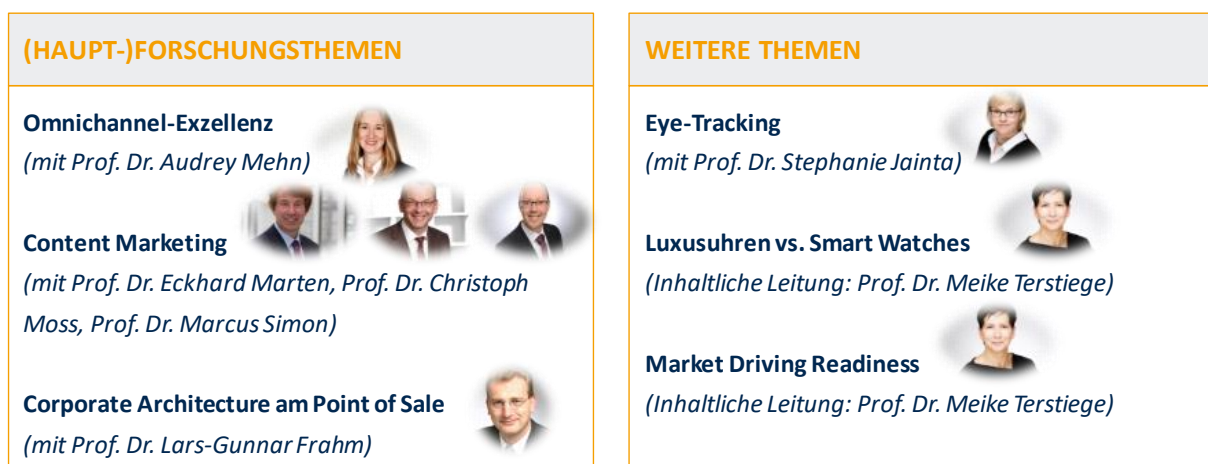 (HAUPT-)FORSCHUNGSTHEMEN
Omnichannel-Exzellenz
(mit Prof. Dr. Audrey Mehn)
Content Marketing
(mit Prof. Dr. Eckhard Marten, Prof. Dr. Christoph
Moss, Prof. Dr. Marcus Simon)
Corporate Architecture am Point of Sale
(mit Prof. Dr. Lars-Gunnar Frahm)
WEITERE THEMEN
Eye-Tracking
(mit Prof. Dr. Stephanie Jainta)
Luxusuhren vs. Smart Watches
(Inhaltliche Leitung: Prof. Dr. Meike Terstiege)
Market Driving Readiness
(Inhaltliche Leitung: Prof. Dr. Meike Terstiege)